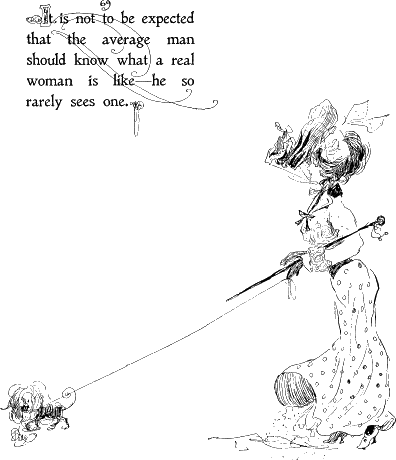 69
It is not to be expected
that the average man
should know what a real
woman is like—he so
rarely sees one.